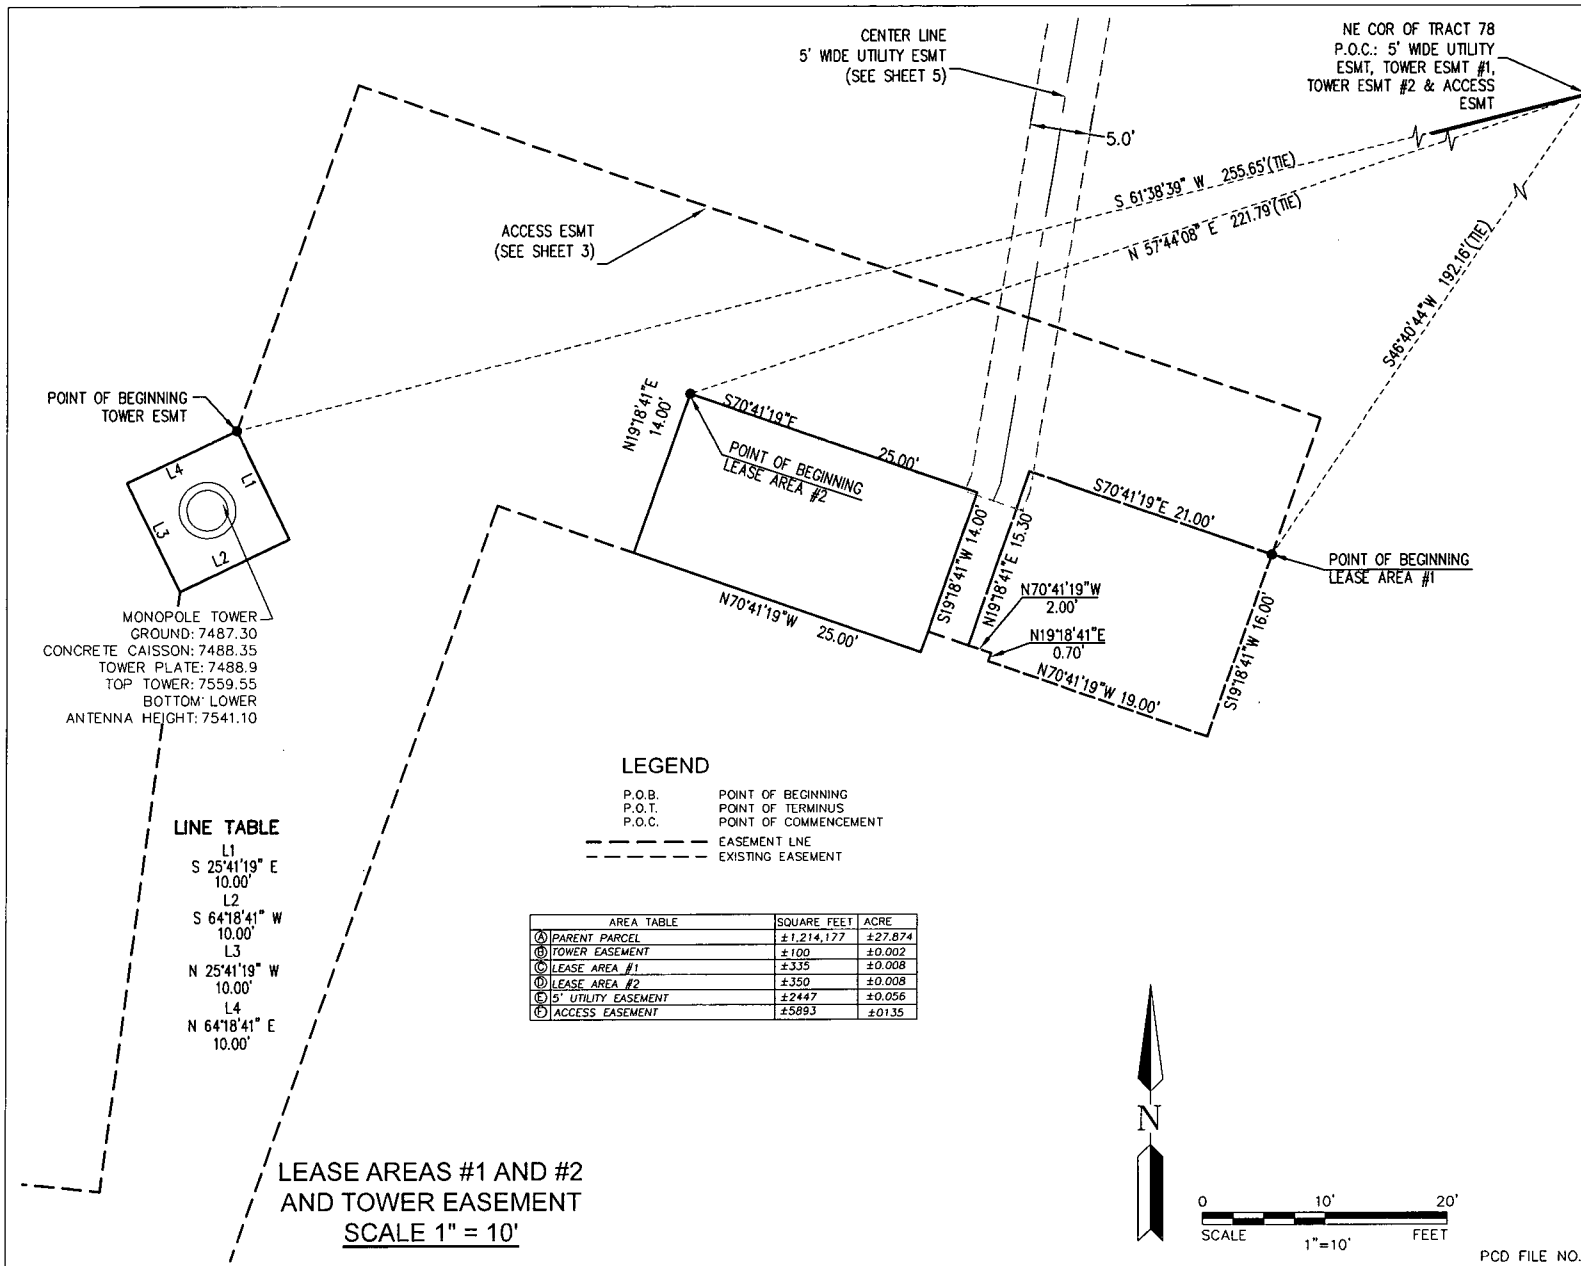 CENTER LINE
5' WIDE UTILITY ESMT
(SEE SHEET 5)
NE COR OF TRACT 78
P.O.C.: 5' WIDE UTILITY
ESMT, TOWER ESMT #1,
TOWER ESMT #2 & ACCESS
ESMT
5.0'
S 61°38'39" W 255.65'(TIE)
N 57°44'08" E 221.79'(TIE)
S46°40'44"W 192.16'(TIE)
ACCESS ESMT
(SEE SHEET 3)
POINT OF BEGINNING
TOWER ESMT
L4
L1
L3
L2
N19°18'41"E
14.00'
S70°41'19"E
25.00'
POINT OF BEGINNING
LEASE AREA #2
S19°18'41"W 14.00'
N70°41'19"W 25.00'
N19°18'41"E 15.30'
S70°41'19"E 21.00'
POINT OF BEGINNING
LEASE AREA #1
N70°41'19"W
2.00'
N19°18'41"E
0.70'
N70°41'19"W 19.00'
S19°18'41"W 16.00'
MONOPOLE TOWER
GROUND: 7487.30
CONCRETE CAISSON: 7488.35
TOWER PLATE: 7488.9
TOP TOWER: 7559.55
BOTTOM LOWER
ANTENNA HEIGHT: 7541.10
LEGEND
P.O.B. POINT OF BEGINNING
P.O.T. POINT OF TERMINUS
P.O.C. POINT OF COMMENCEMENT
EASEMENT LNE
EXISTING EASEMENT
LINE TABLE
L1
S 25°41'19" E
10.00'
L2
S 64°18'41" W
10.00'
L3
N 25°41'19" W
10.00'
L4
N 64°18'41" E
10.00'
AREA TABLE SQUARE FEET ACRE
A PARENT PARCEL ±1,214,177 ±27.874
B TOWER EASEMENT ±100 ±0.002
C LEASE AREA #1 ±335 ±0.008
D LEASE AREA #2 ±350 ±0.008
E 5' UTILITY EASEMENT ±2447 ±0.056
F ACCESS EASEMENT ±5893 ±0135
N
LEASE AREAS #1 AND #2
AND TOWER EASEMENT
SCALE 1" = 10'
0 10' 20'
SCALE 1"=10' FEET
PCD FILE NO.